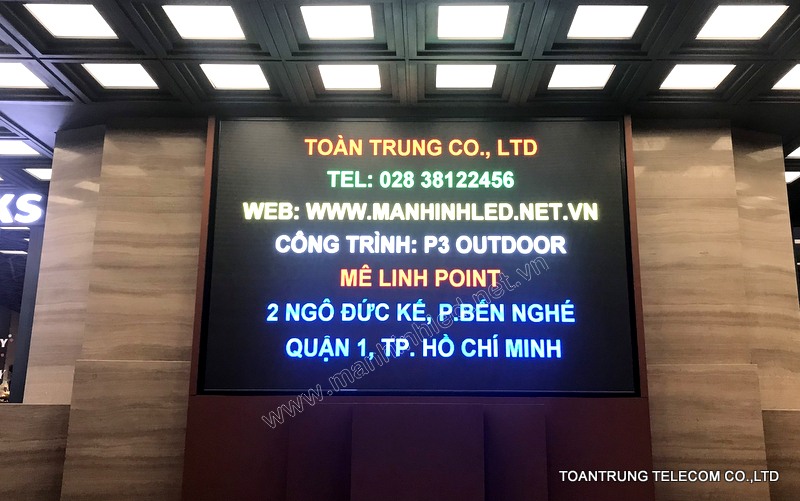 TOÀN TRUNG CO., LTD
TEL: 028 38122456
WEB: WWW.MANHINHLED.NET.VN
CÔNG TRÌNH: P3 OUTDOOR
MÊ LINH POINT
2 NGÔ ĐỨC KẾ, P.BẾN NGHÉ
QUẬN 1, TP. HỒ CHÍ MINH
www.manhinhled.net.vn
KS
TOANTRUNG TELECOM CO.,LTD